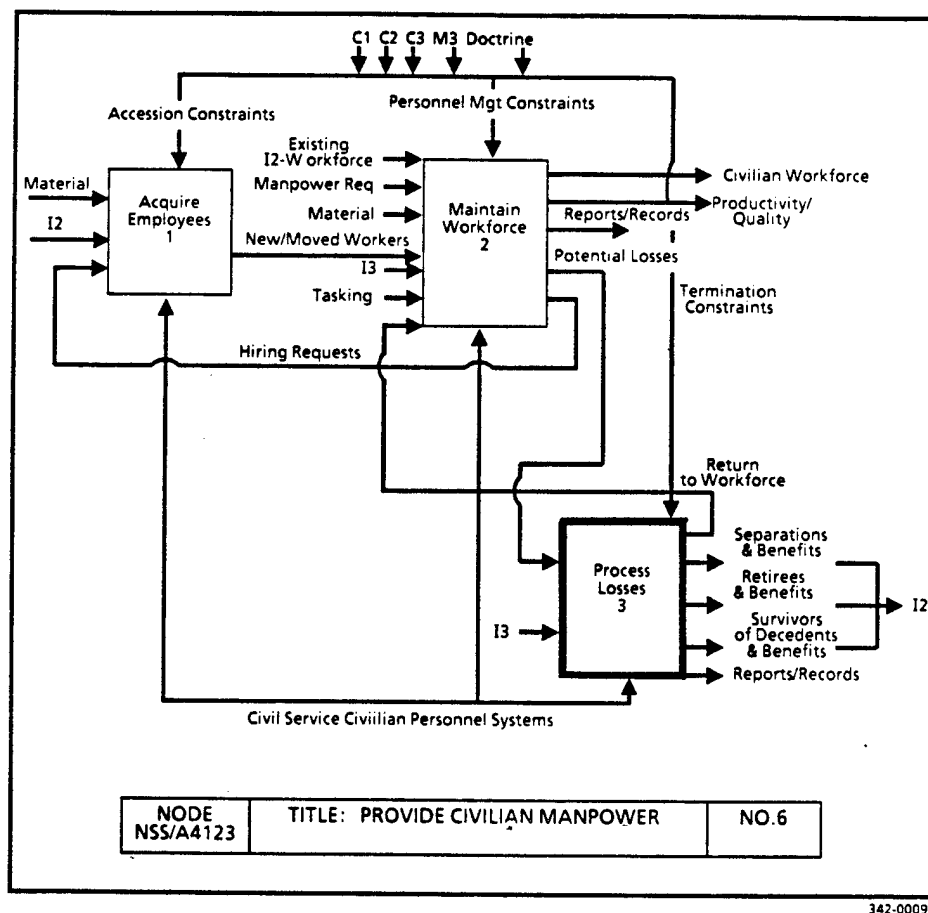 C1 C2 C3 M3 Doctrine
Accession Constraints
Personnel Mgt Constraints
Existing
I2-W orkforce
Manpower Req
Material
Material
I2
Acquire
Employees
1
New/Moved Workers
I3
Tasking
Maintain
Workforce
2
Civilian Workforce
Productivity/
Quality
Reports/Records
Potential Losses
Termination
Constraints
Hiring Requests
Return
to Workforce
Process
Losses
3
I3
Separations
& Benefits
Retirees
& Benefits
Survivors
of Decedents
& Benefits
Reports/Records
I2
Civil Service Civiilian Personnel Systems
NODE
NSS/A4123
TITLE: PROVIDE CIVILIAN MANPOWER
NO.6
342-0009